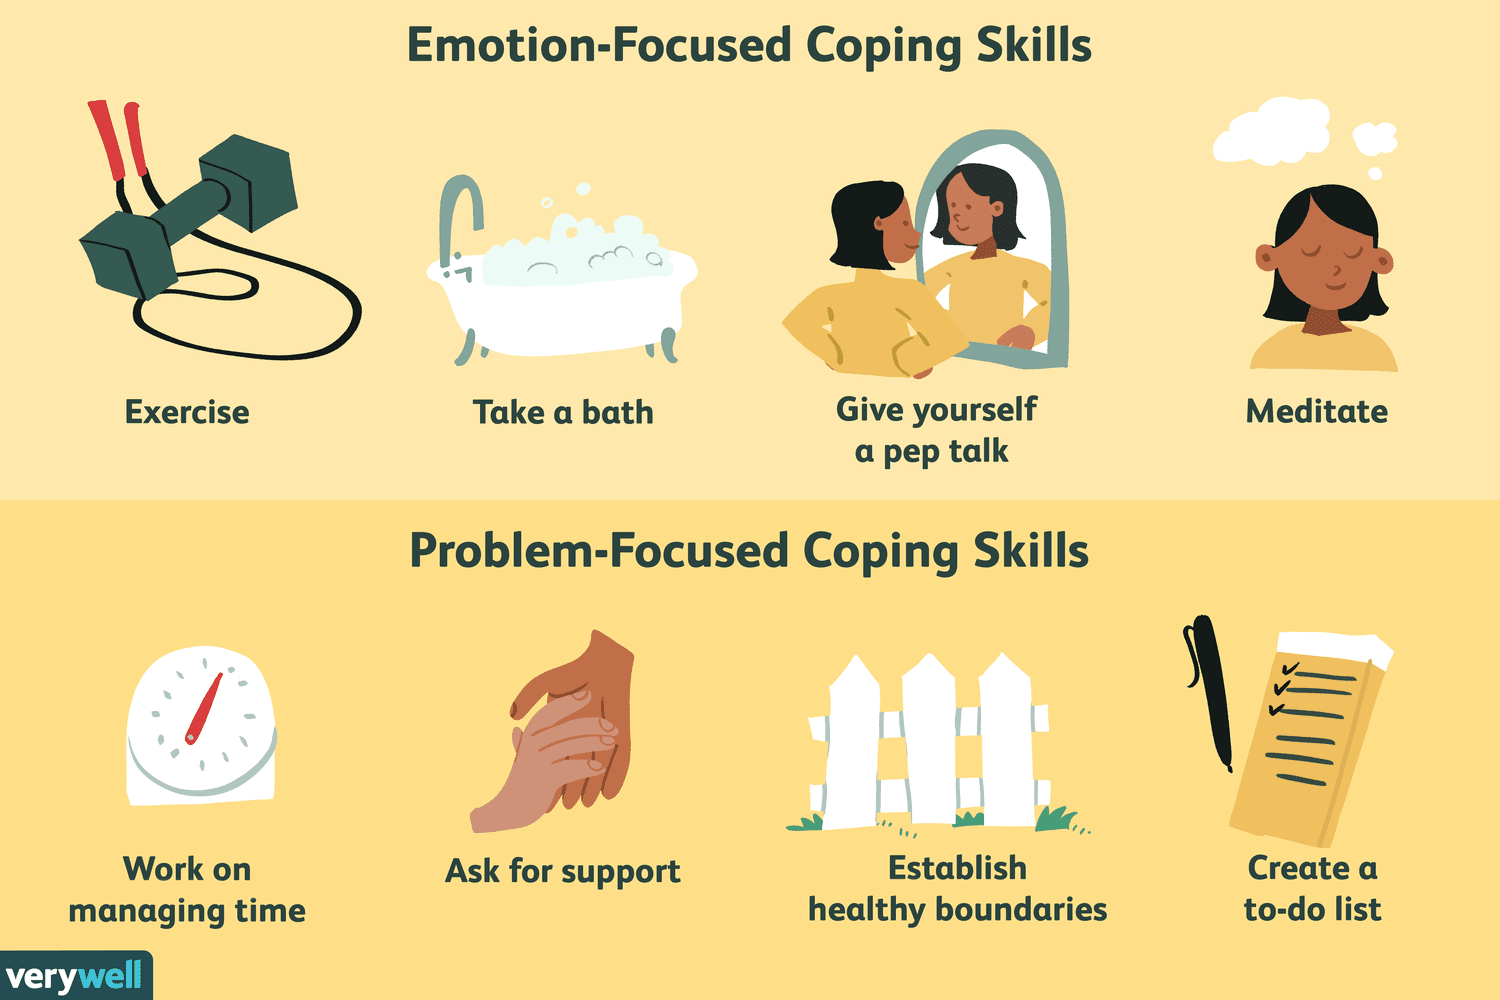 Emotion-Focused Coping Skills
Exercise
Take a bath
Give yourself
a pep talk
Meditate
Problem-Focused Coping Skills
Work on
managing time
Ask for support
Establish
healthy boundaries
Create a
to-do list
verywell